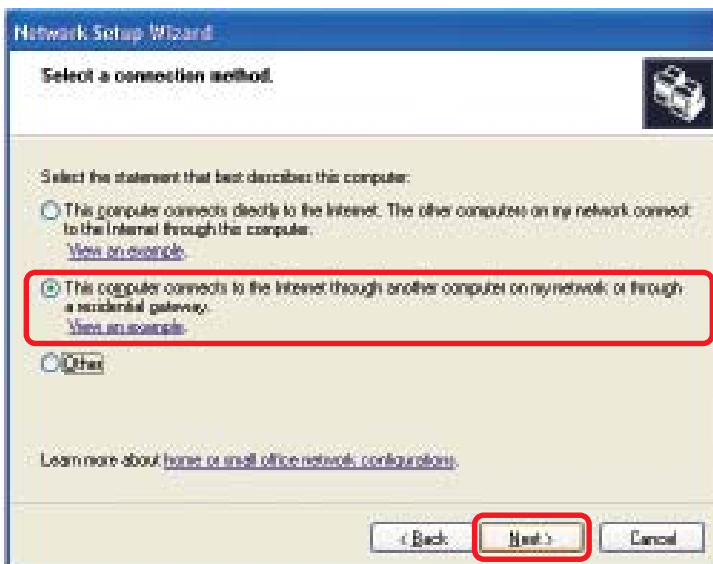 Network Setup Wizard
Select a connection method.
Select the statement that best describes this computer:
This computer connects directly to the Internet. The other computers on my network connect
to the Internet through this computer.
View an example.
This computer connects to the Internet through another computer on my network or through
a residential gateway.
View an example.
Other
Learn more about home or small office network configurations.
< Back
Next >
Cancel